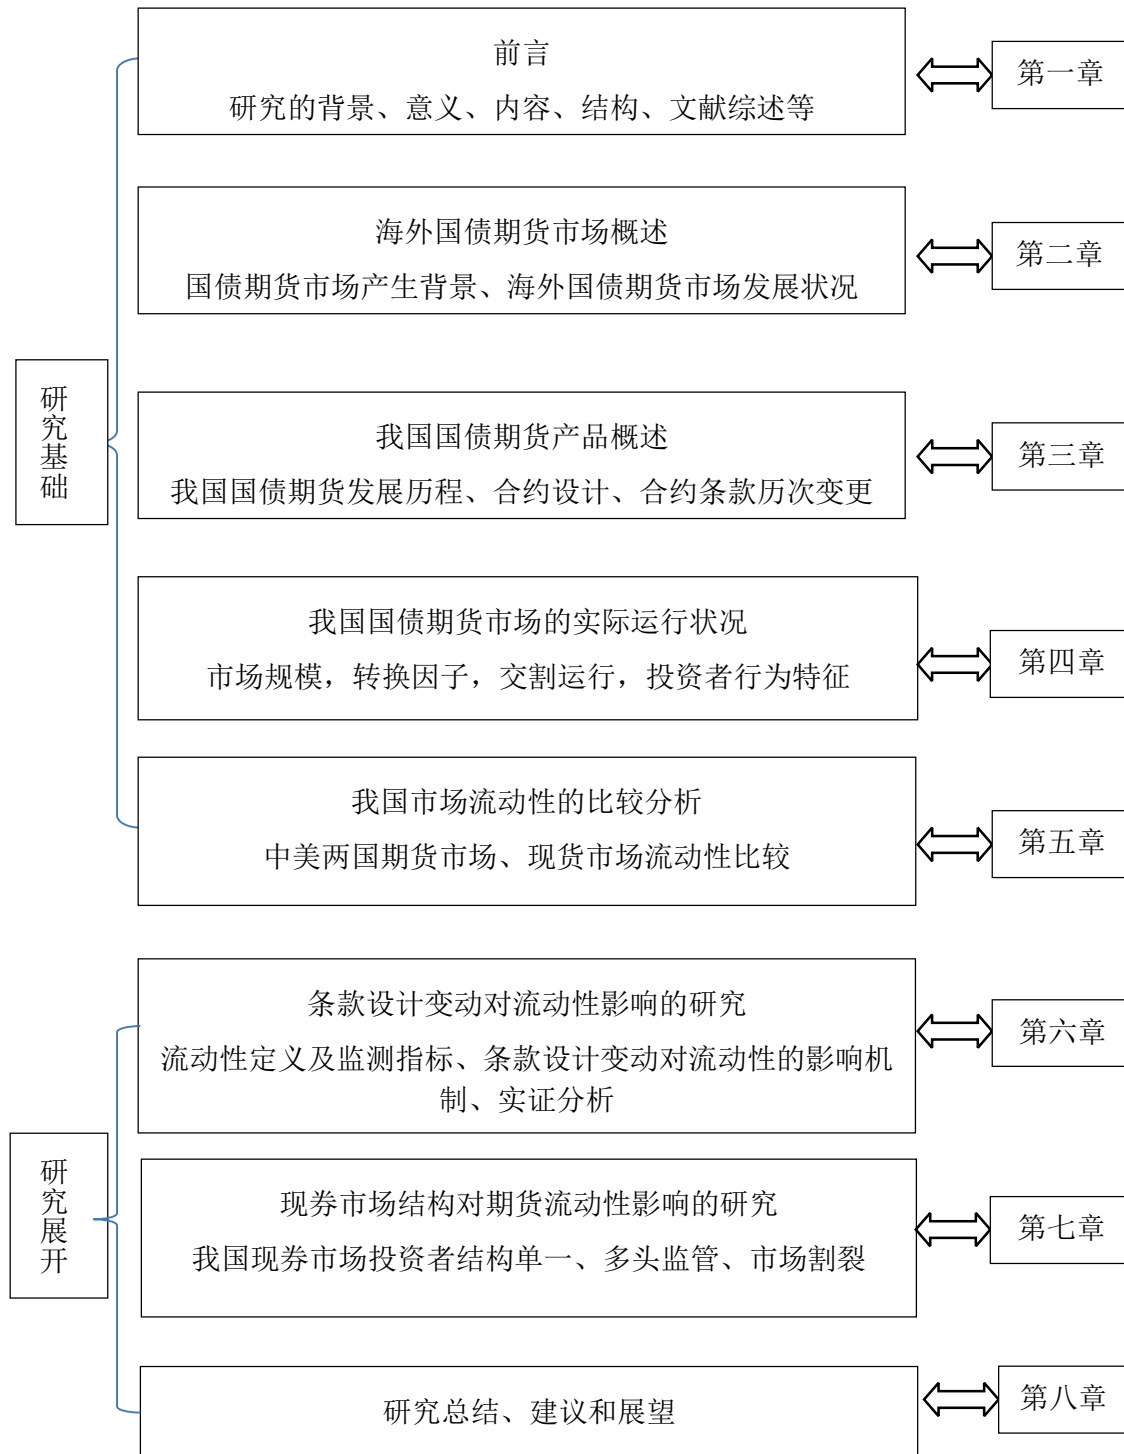 前言
研究的背景、意义、内容、结构、文献综述等
第一章
海外国债期货市场概述
国债期货市场产生背景、海外国债期货市场发展状况
第二章
研究基础
我国国债期货产品概述
我国国债期货发展历程、合约设计、合约条款历次变更
第三章
我国国债期货市场的实际运行状况
市场规模，转换因子，交割运行，投资者行为特征
第四章
我国市场流动性的比较分析
中美两国期货市场、现货市场流动性比较
第五章
条款设计变动对流动性影响的研究
流动性定义及监测指标、条款设计变动对流动性的影响机
制、实证分析
第六章
研究展开
现券市场结构对期货流动性影响的研究
我国现券市场投资者结构单一、多头监管、市场割裂
第七章
研究总结、建议和展望
第八章